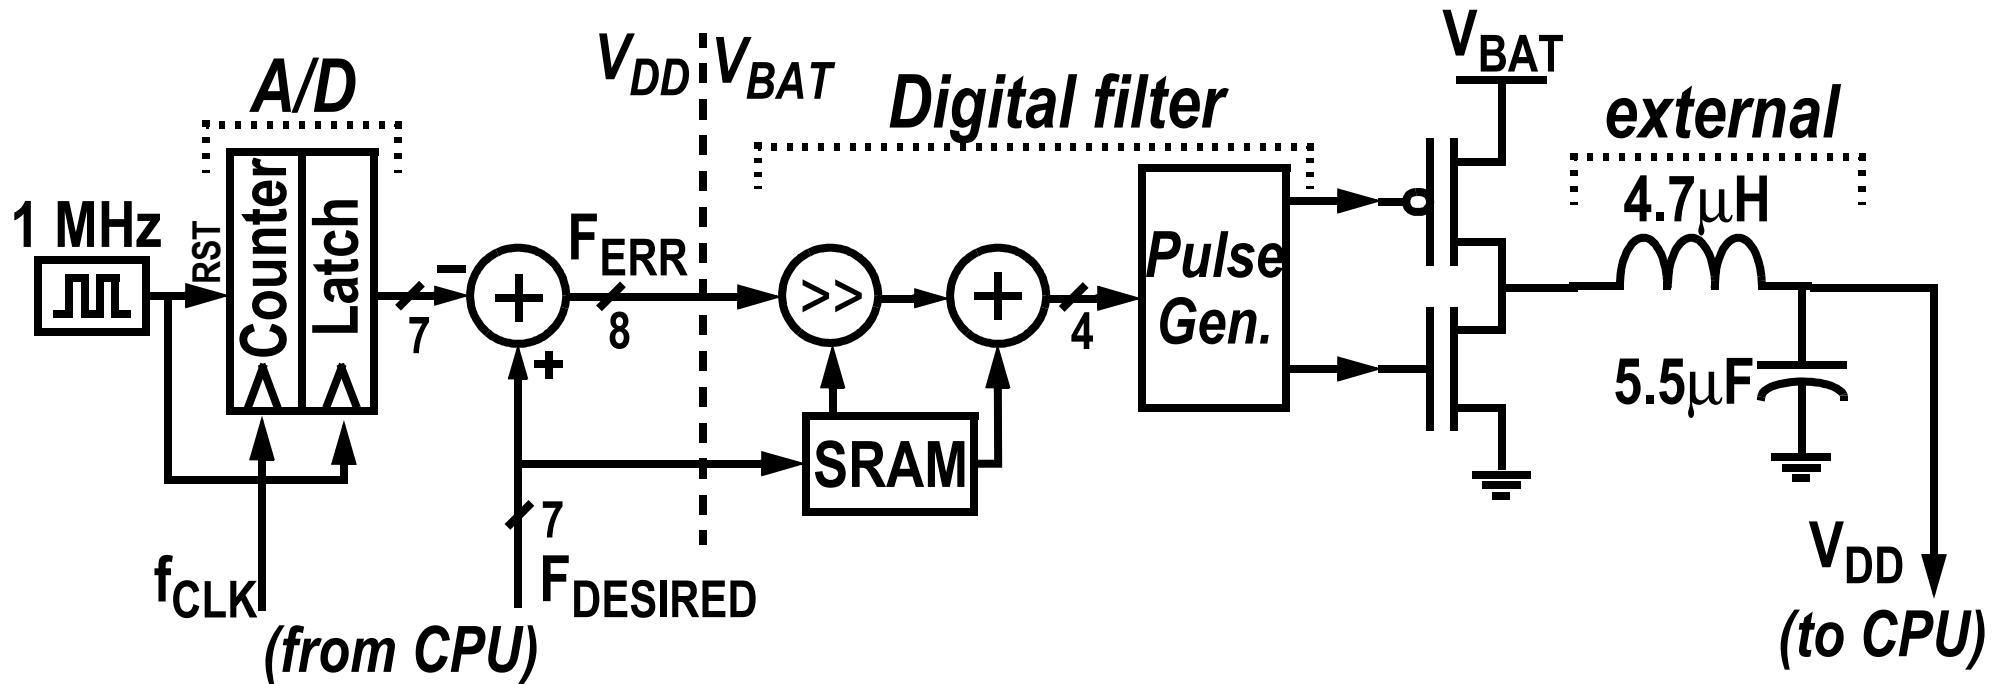 A/D
V_DD
V_BAT
Digital filter
V_BAT
external
1 MHz
RST
Counter
Latch
7
−
+
+
F_ERR
8
>>
+
4
Pulse
Gen.
4.7μH
5.5μF
SRAM
7
F_DESIRED
f_CLK
(from CPU)
V_DD
(to CPU)